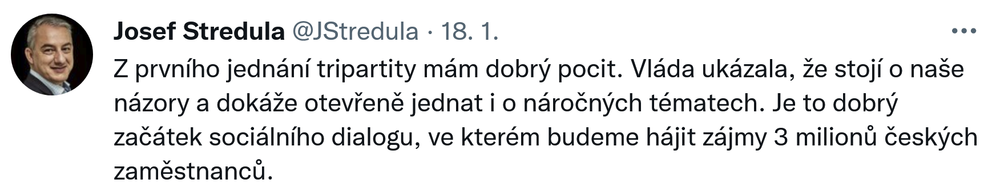 Josef Stredula @JStredula · 18. 1.
Z prvního jednání tripartity mám dobrý pocit. Vláda ukázala, že stojí o naše
názory a dokáže otevřeně jednat i o náročných tématech. Je to dobrý
začátek sociálního dialogu, ve kterém budeme hájit zájmy 3 milionů českých
zaměstnanců.